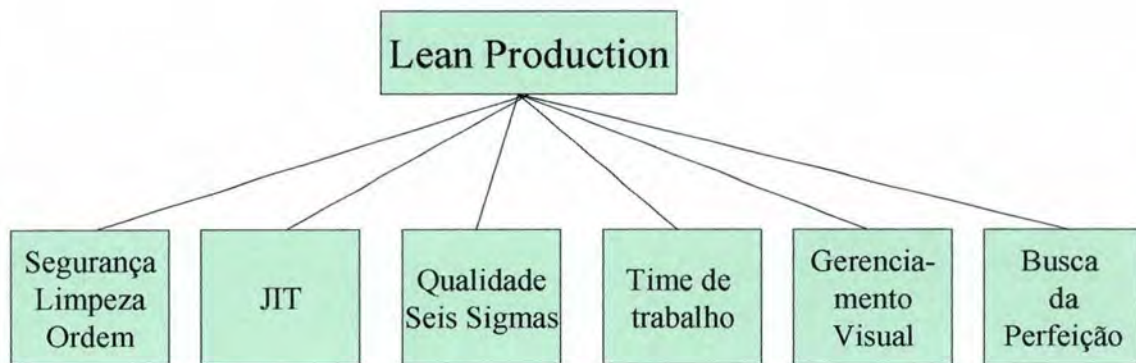 Lean Production
Segurança
Limpeza
Ordem
JIT
Qualidade
Seis Sigmas
Time de
trabalho
Gerencia-
mento
Visual
Busca
da
Perfeição